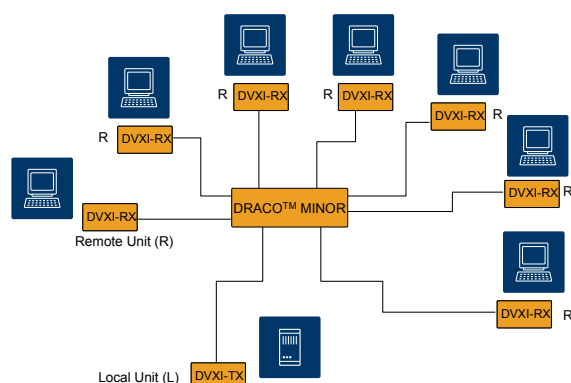 R DVXI-RX
R DVXI-RX
DVXI-RX R
R DVXI-RX
DVXI-RX R
DVXI-RX
Remote Unit (R)
DRACO™ MINOR
DVXI-RX R
Local Unit (L) DVXI-TX